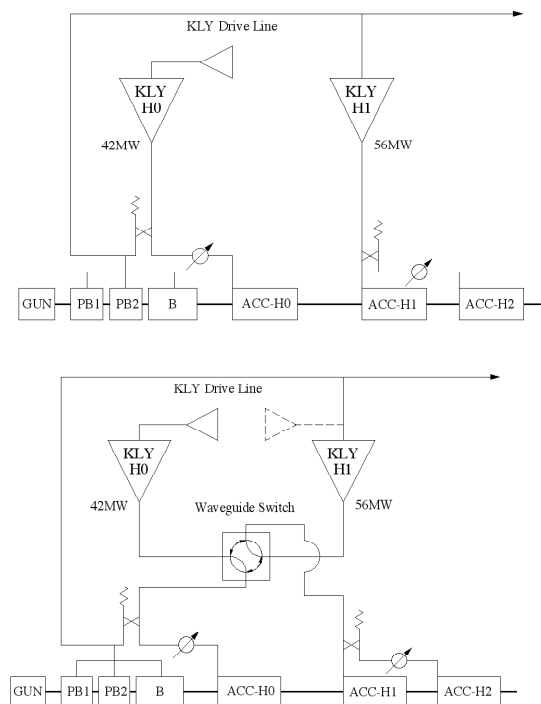 KLY Drive Line
KLY
H0
KLY
H1
42MW
56MW
GUN
PB1
PB2
B
ACC-H0
ACC-H1
ACC-H2
KLY Drive Line
KLY
H0
KLY
H1
42MW
Waveguide Switch
56MW
GUN
PB1
PB2
B
ACC-H0
ACC-H1
ACC-H2